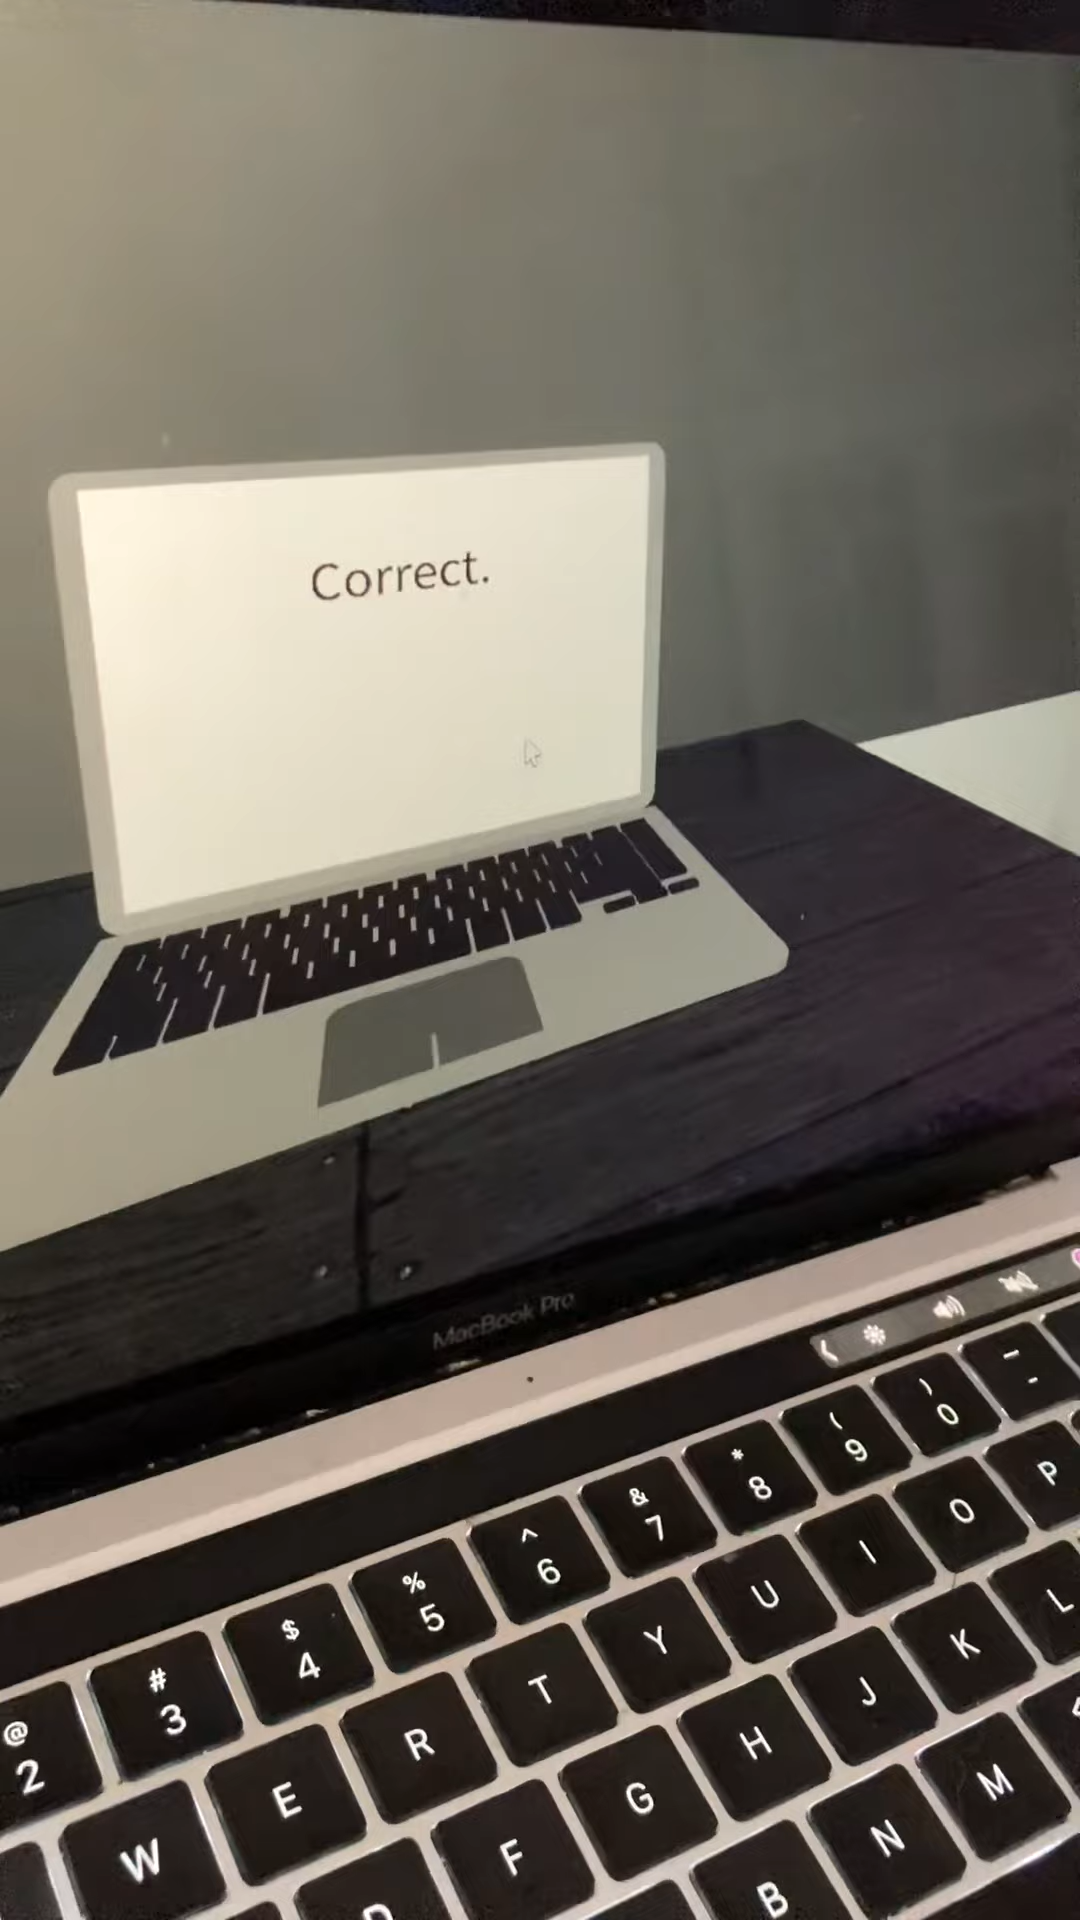 Correct.
MacBook Pro
@ # $ % ^ & * ( ) _
2 3 4 5 6 7 8 9 0 -
W E R T Y U I O P
D F G H J K L
B N M